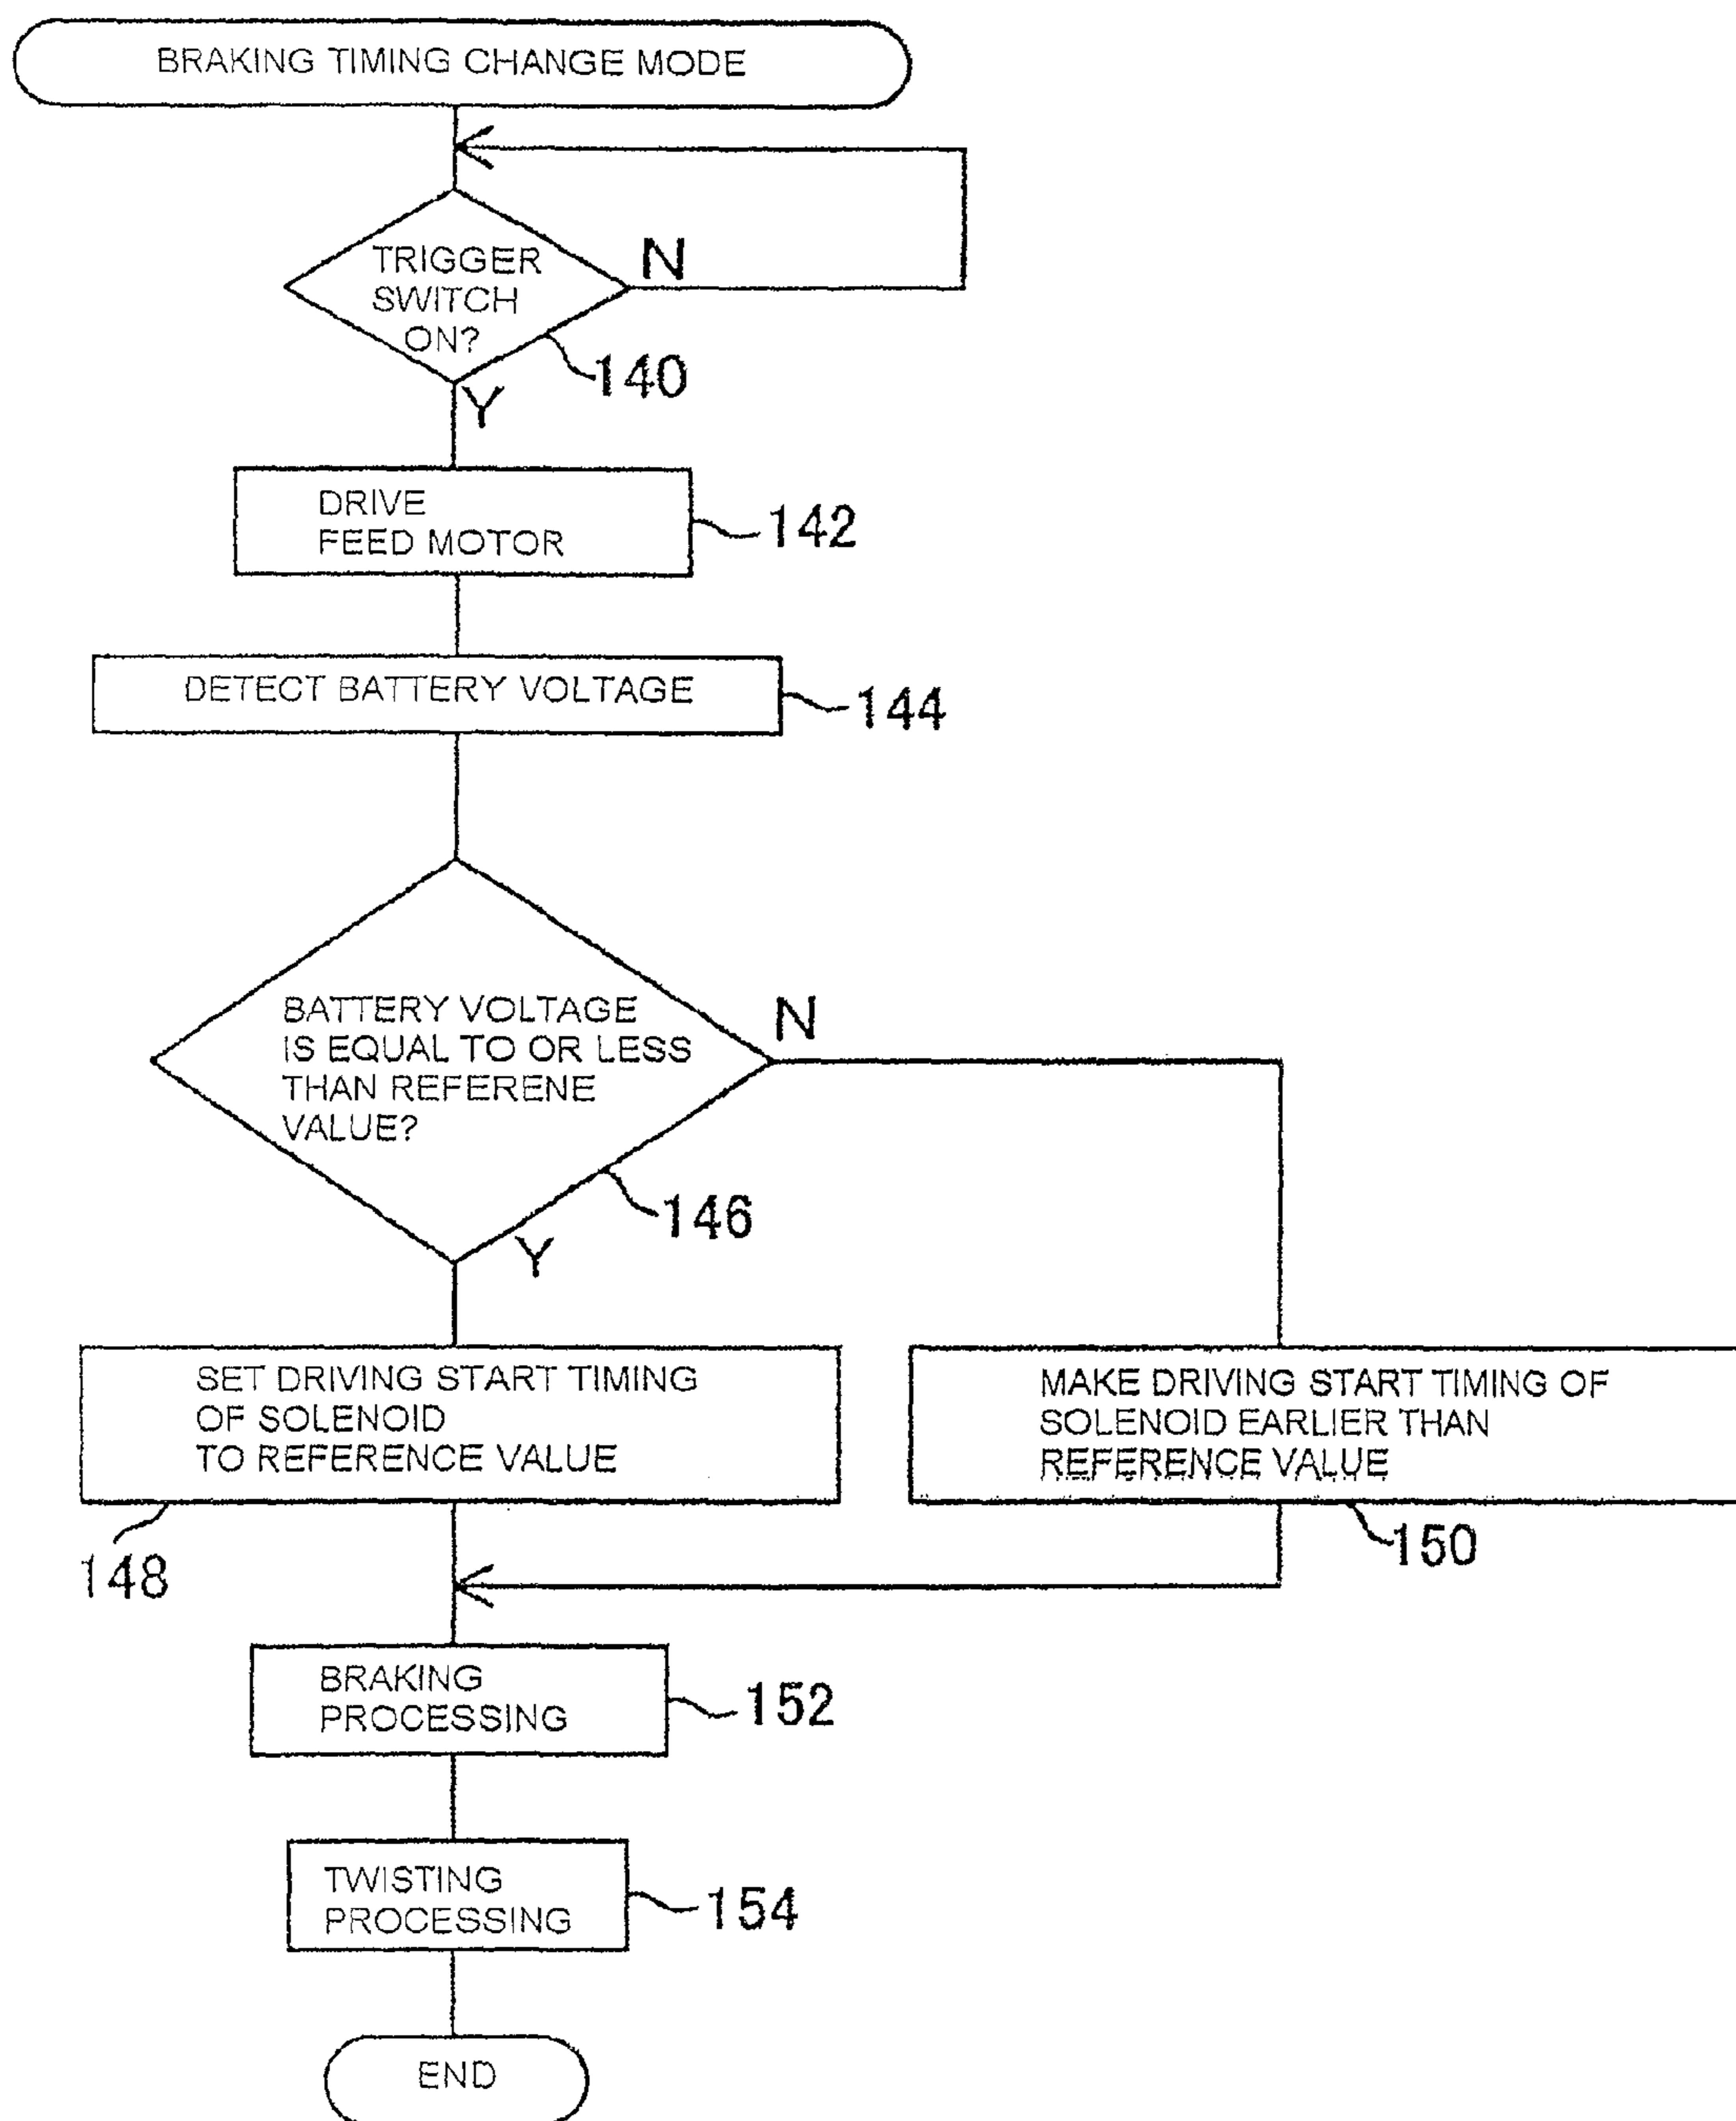 BRAKING TIMING CHANGE MODE
TRIGGER
SWITCH
ON?
N
140
Y
DRIVE
FEED MOTOR
142
DETECT BATTERY VOLTAGE
144
BATTERY VOLTAGE
IS EQUAL TO OR LESS
THAN REFERENE
VALUE?
N
146
Y
SET DRIVING START TIMING
OF SOLENOID
TO REFERENCE VALUE
148
MAKE DRIVING START TIMING OF
SOLENOID EARLIER THAN
REFERENCE VALUE
150
BRAKING
PROCESSING
152
TWISTING
PROCESSING
154
END